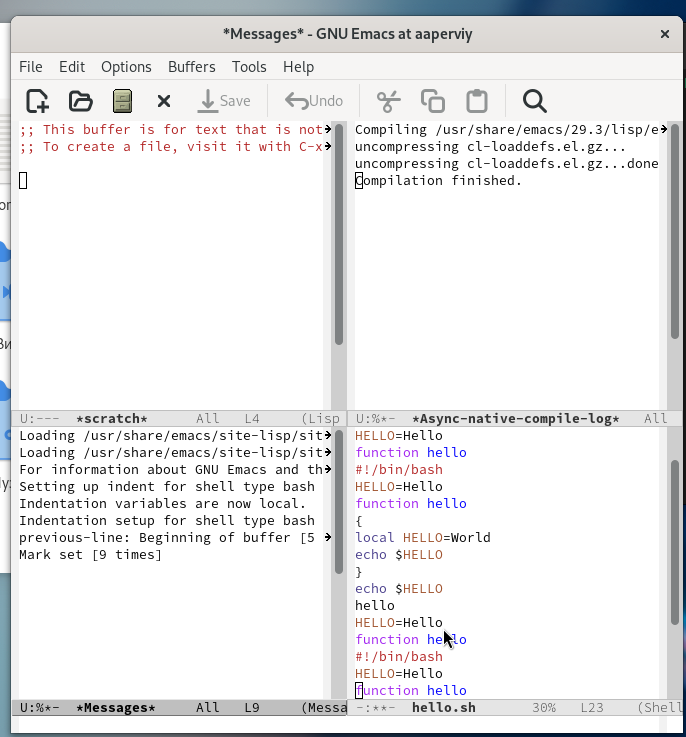 *Messages* - GNU Emacs at aaperviy
File Edit Options Buffers Tools Help
Save Undo
;; This buffer is for text that is not
;; To create a file, visit it with C-x
U:--- *scratch* All L4 (Lisp
Compiling /usr/share/emacs/29.3/lisp/e
uncompressing cl-loaddefs.el.gz...
uncompressing cl-loaddefs.el.gz...done
Compilation finished.
U:%*- *Async-native-compile-log* All
Loading /usr/share/emacs/site-lisp/sit
Loading /usr/share/emacs/site-lisp/sit
For information about GNU Emacs and th
Setting up indent for shell type bash
Indentation variables are now local.
Indentation setup for shell type bash
previous-line: Beginning of buffer [5
Mark set [9 times]
U:%*- *Messages* All L9 (Messa
HELLO=Hello
function hello
#!/bin/bash
HELLO=Hello
function hello
{
local HELLO=World
echo $HELLO
}
echo $HELLO
hello
HELLO=Hello
function hello
#!/bin/bash
HELLO=Hello
function hello
-:**- hello.sh 30% L23 (Shell